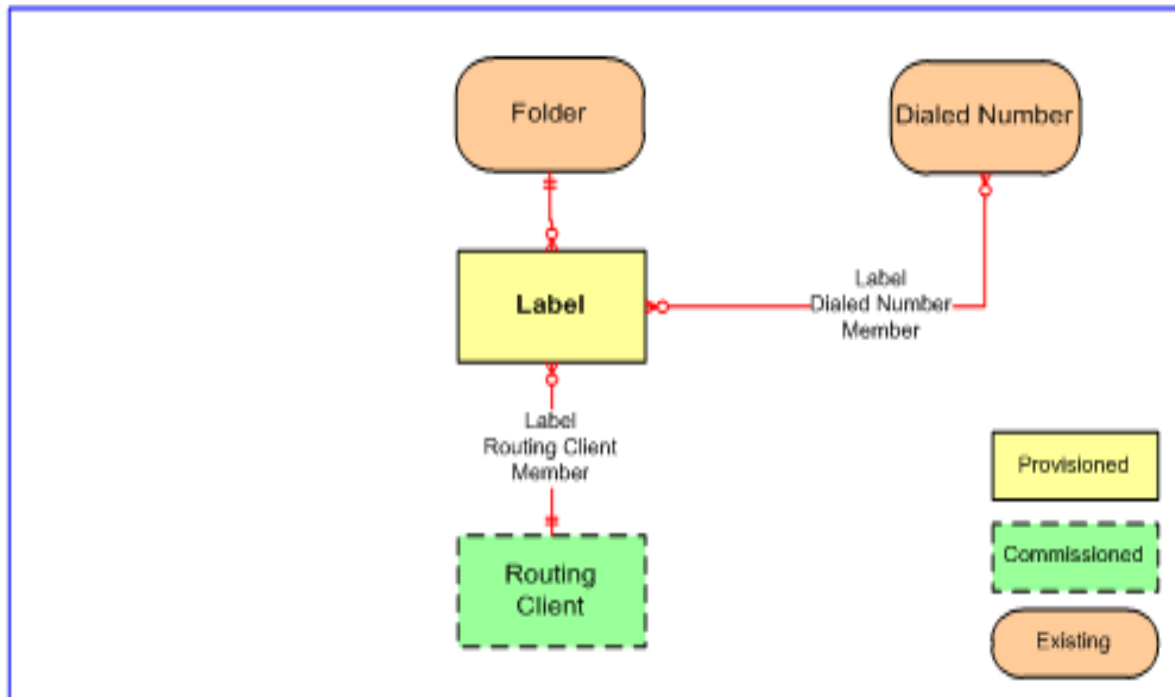 Folder
Dialed Number
Label
Label
Dialed Number
Member
Label
Routing Client
Member
Routing
Client
Provisioned
Commissioned
Existing